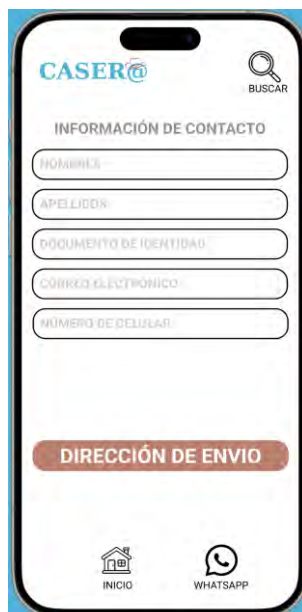 CASER@
BUSCAR
INFORMACIÓN DE CONTACTO
NOMBRES
APELLIDOS
DOCUMENTO DE IDENTIDAD
CORREO ELECTRÓNICO
NÚMERO DE CELULAR
DIRECCIÓN DE ENVIO
INICIO
WHATSAPP